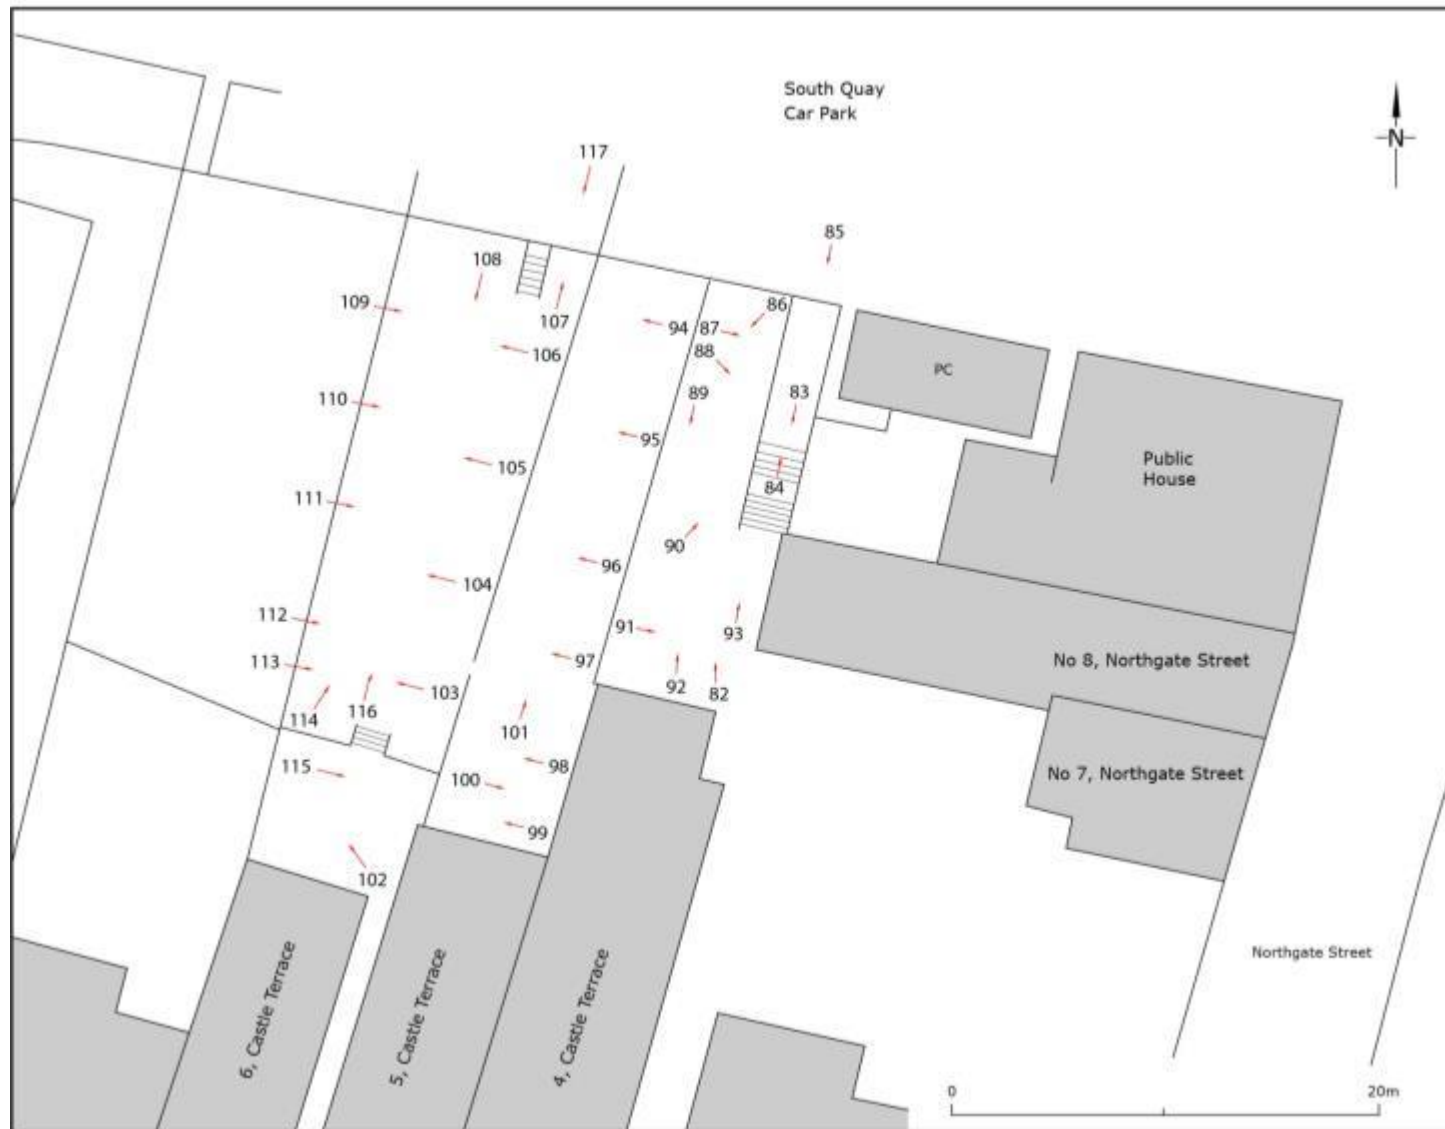 South Quay
Car Park
N
117
85
108
86
109
107
94
87
106
88
89
83
PC
110
95
Public
House
105
84
111
90
96
104
112
91
93
No 8, Northgate Street
113
97
103
92
82
114
116
101
115
100
98
No 7, Northgate Street
99
102
Northgate Street
6, Castle Terrace
5, Castle Terrace
4, Castle Terrace
0
20m